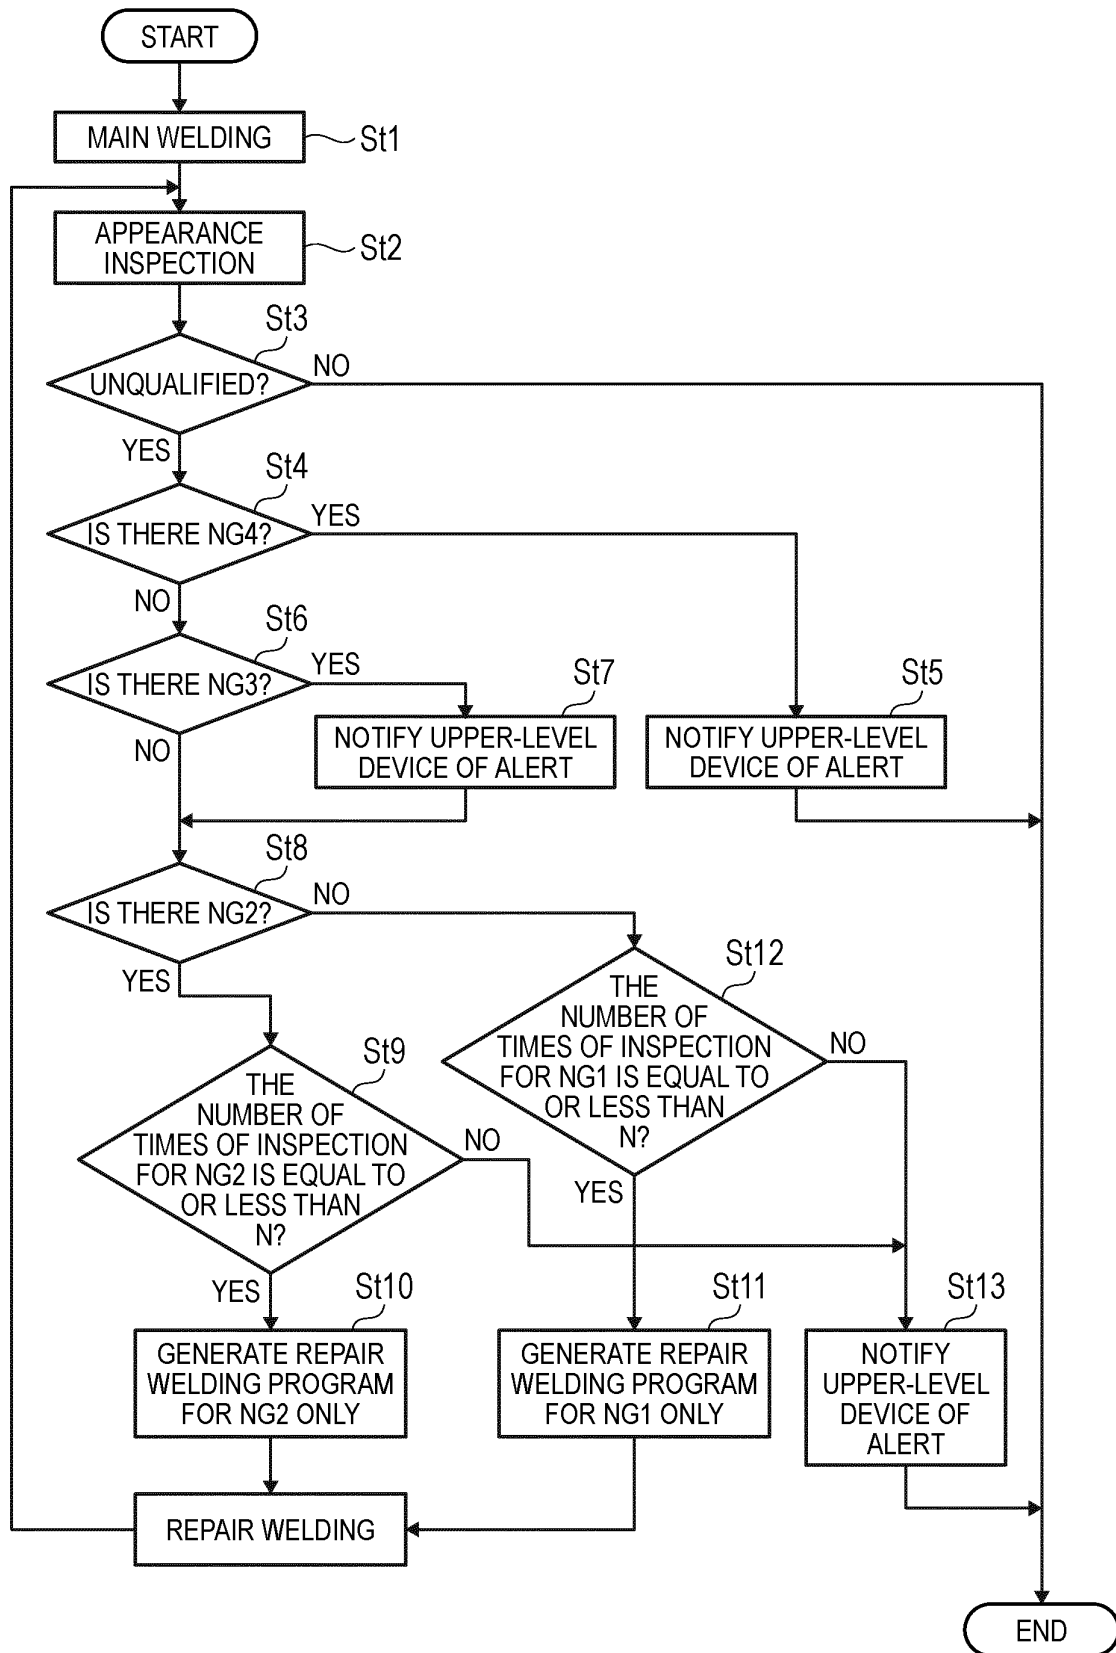 START
MAIN WELDING
St1
APPEARANCE
INSPECTION
St2
St3
UNQUALIFIED?
NO
YES
St4
IS THERE NG4?
YES
NO
St6
IS THERE NG3?
YES
NO
St7
NOTIFY UPPER-LEVEL
DEVICE OF ALERT
St5
NOTIFY UPPER-LEVEL
DEVICE OF ALERT
St8
IS THERE NG2?
NO
YES
St12
THE
NUMBER OF
TIMES OF INSPECTION
FOR NG1 IS EQUAL TO
OR LESS THAN
N?
NO
YES
St9
THE
NUMBER OF
TIMES OF INSPECTION
FOR NG2 IS EQUAL TO
OR LESS THAN
N?
NO
YES
St10
GENERATE REPAIR
WELDING PROGRAM
FOR NG2 ONLY
St11
GENERATE REPAIR
WELDING PROGRAM
FOR NG1 ONLY
St13
NOTIFY
UPPER-LEVEL
DEVICE OF
ALERT
REPAIR WELDING
END